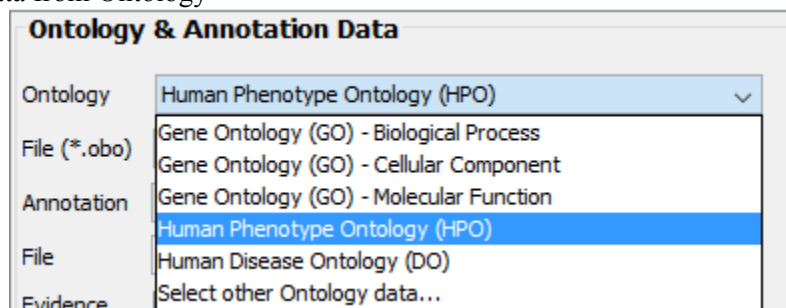 from Ontology
Ontology & Annotation Data
Ontology Human Phenotype Ontology (HPO)
File (*.obo) Gene Ontology (GO) - Biological Process
Gene Ontology (GO) - Cellular Component
Annotation Gene Ontology (GO) - Molecular Function
Human Phenotype Ontology (HPO)
File Human Disease Ontology (DO)
Evidence Select other Ontology data...